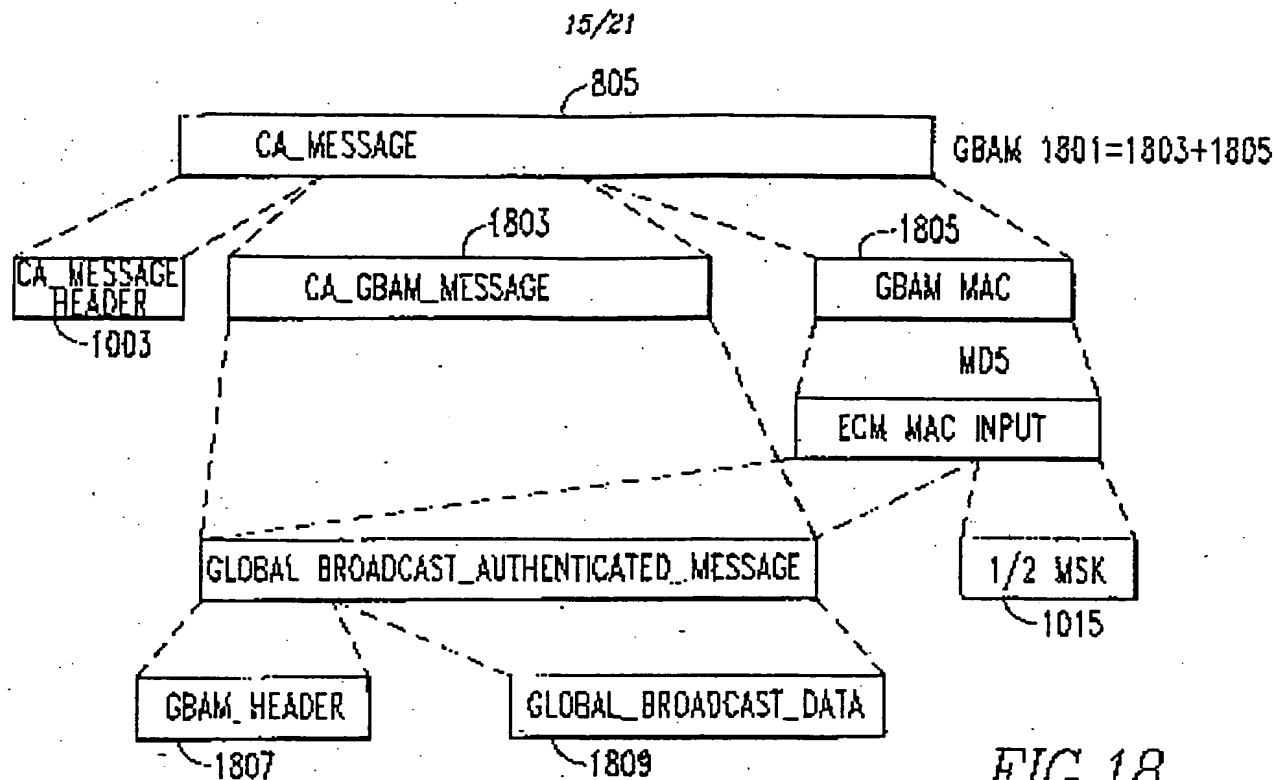 15/21
805
CA_MESSAGE
GBAM 1801=1803+1805
1803
1805
CA_MESSAGE
HEADER
CA_GBAM_MESSAGE
GBAM MAC
1003
MD5
ECM MAC INPUT
GLOBAL BROADCAST_AUTHENTICATED_MESSAGE
1/2 MSK
1015
GBAM_HEADER
GLOBAL_BROADCAST_DATA
1807
1809
FIG. 18